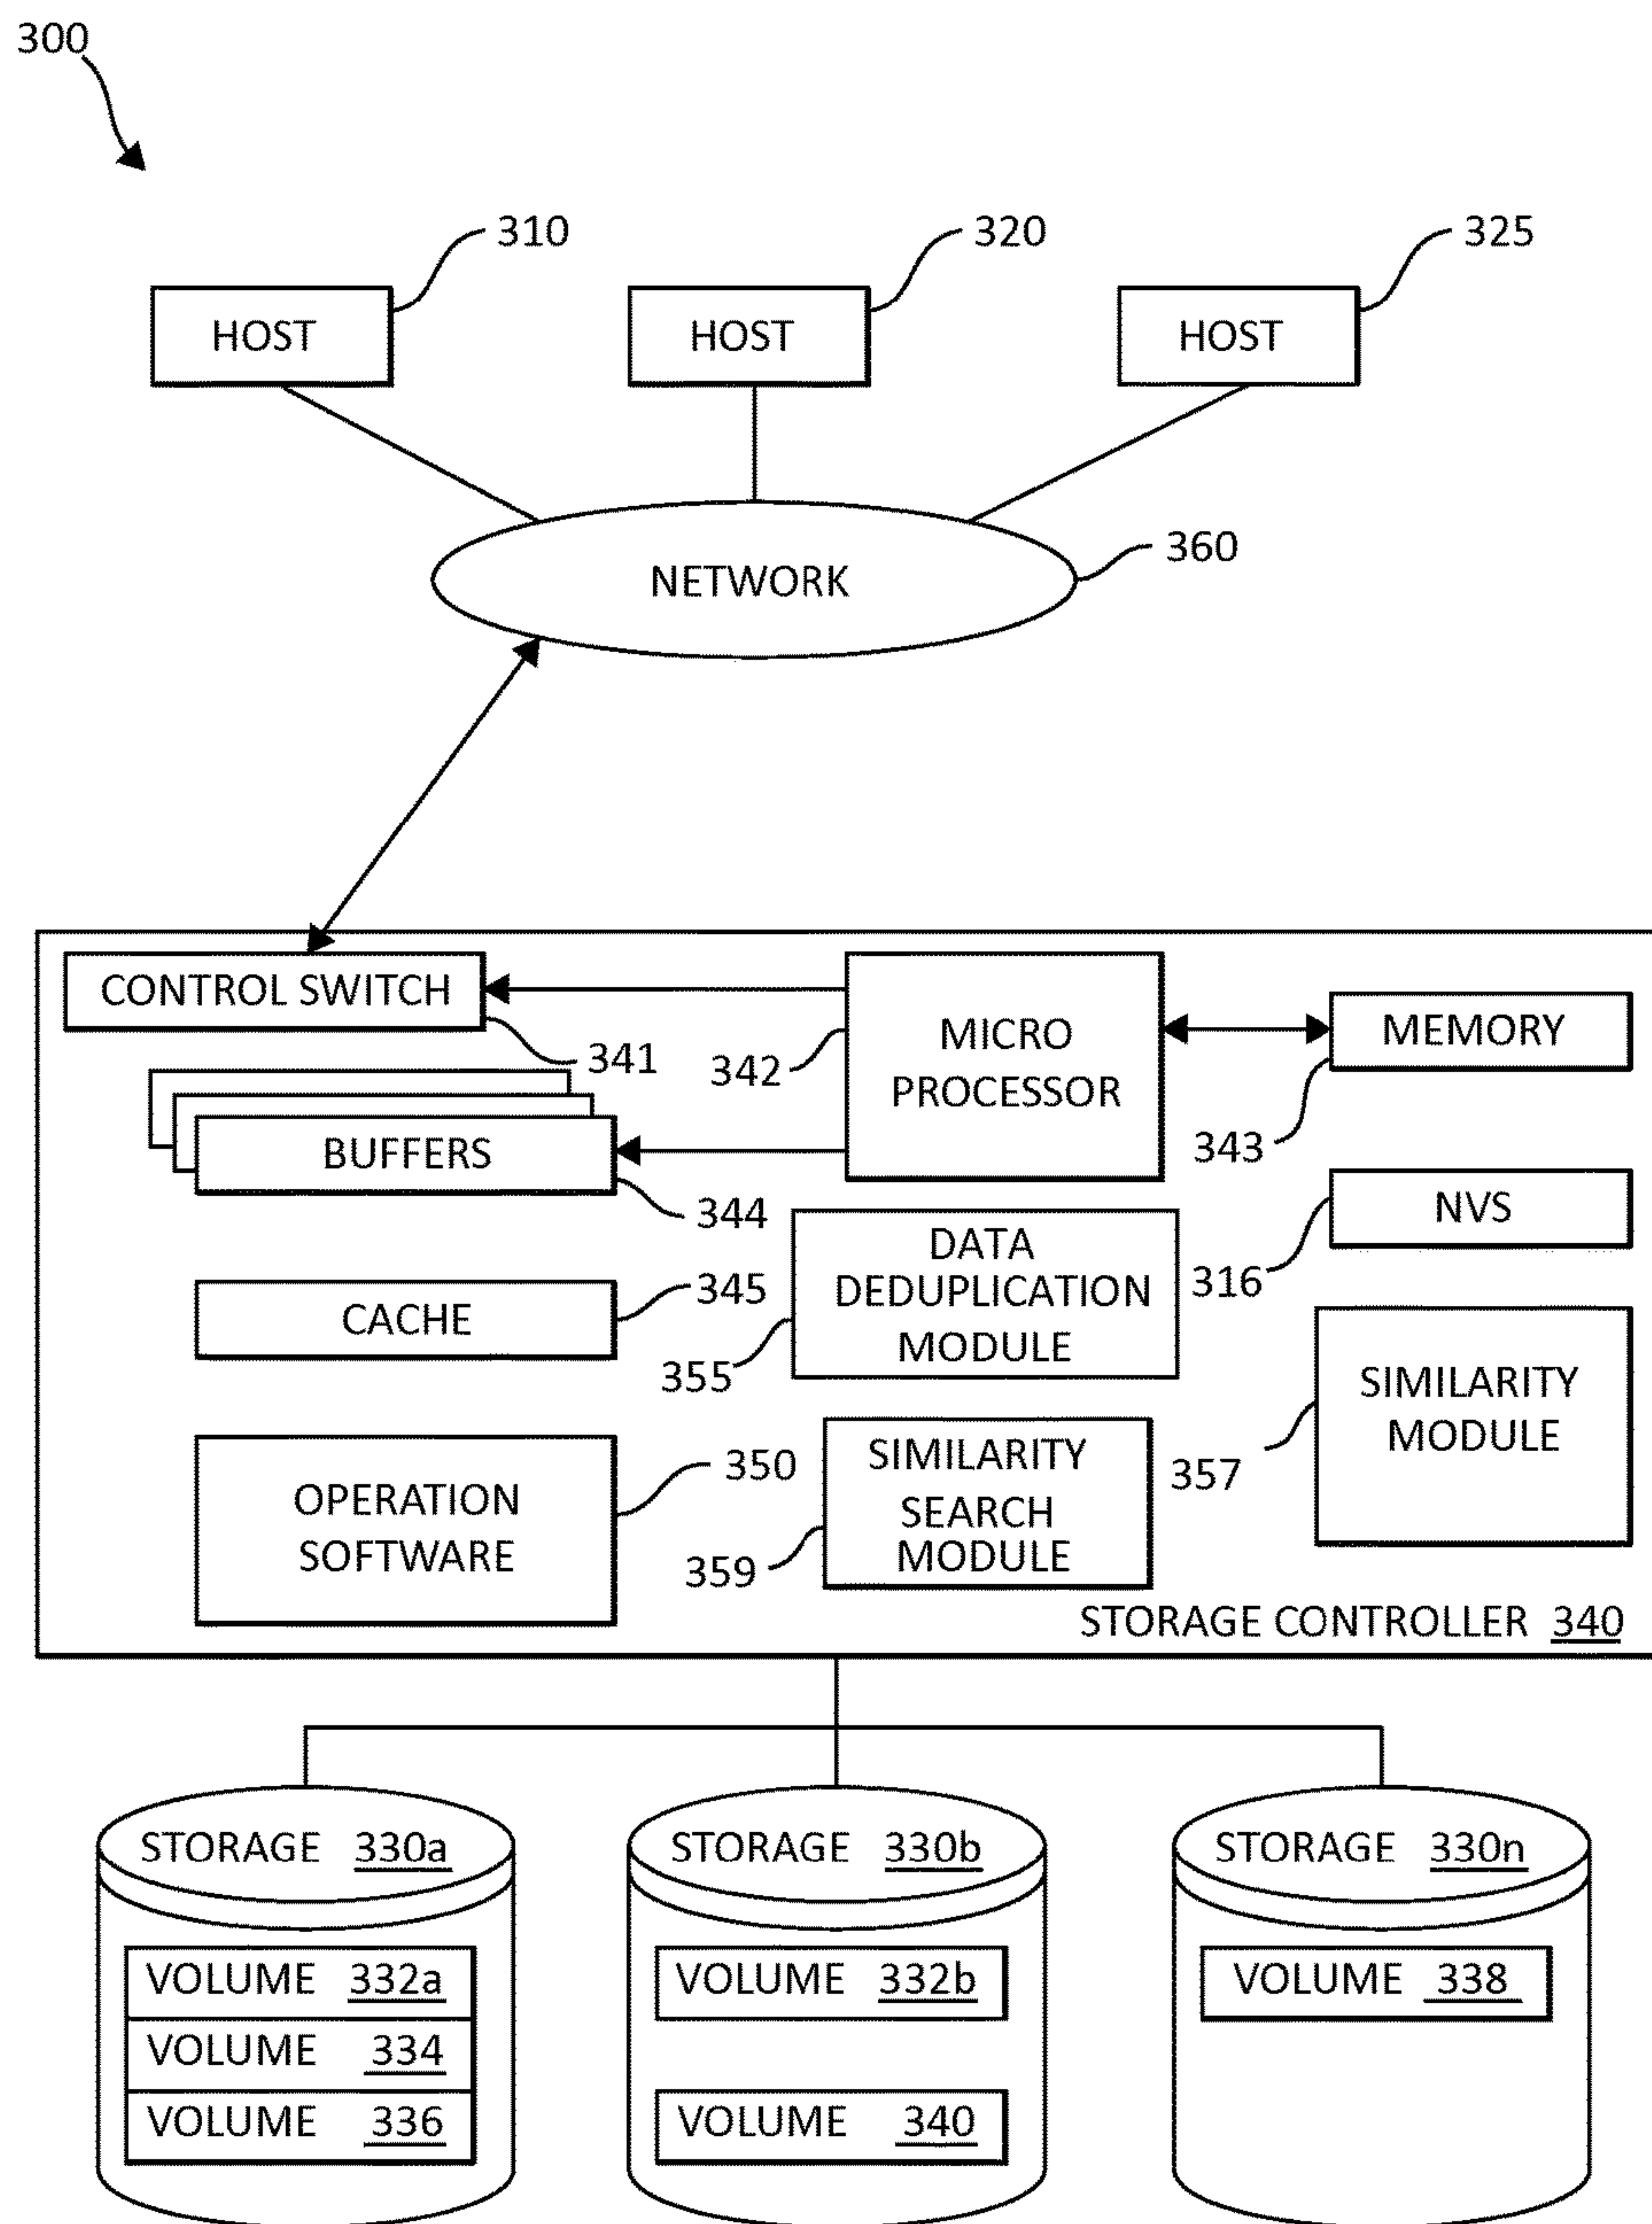 300
310
320
325
HOST
HOST
HOST
360
NETWORK
CONTROL SWITCH
341
342
MICRO
PROCESSOR
MEMORY
343
BUFFERS
344
NVS
316
CACHE
345
DATA
DEDUPLICATION
MODULE
355
SIMILARITY
MODULE
357
OPERATION
SOFTWARE
350
SIMILARITY
SEARCH
MODULE
359
STORAGE CONTROLLER 340
STORAGE 330a
STORAGE 330b
STORAGE 330n
VOLUME 332a
VOLUME 334
VOLUME 336
VOLUME 332b
VOLUME 340
VOLUME 338